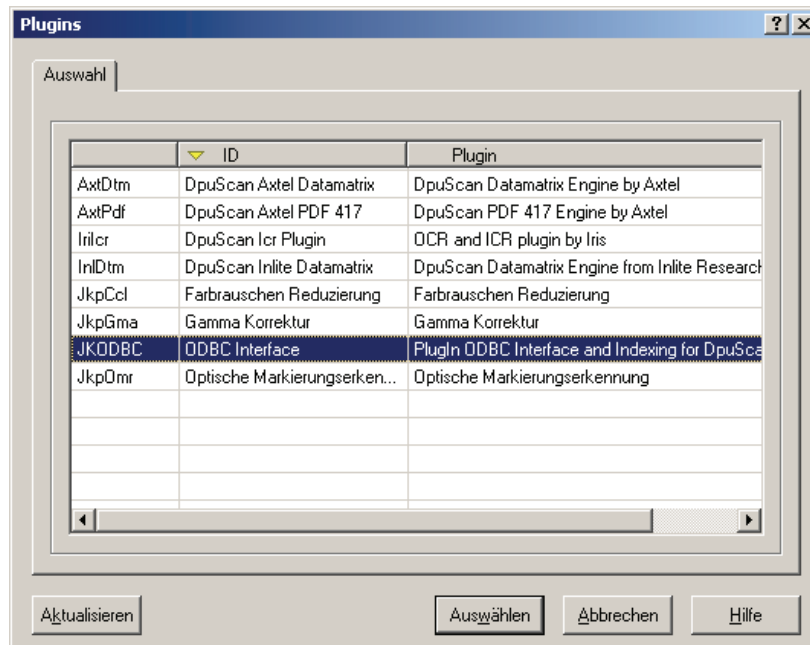 Plugins
Auswahl
ID Plugin
AxtDtm DpuScan Axtel Datamatrix DpuScan Datamatrix Engine by Axtel
AxtPdf DpuScan Axtel PDF 417 DpuScan PDF 417 Engine by Axtel
IriIcr DpuScan Icr Plugin OCR and ICR plugin by Iris
InlDtm DpuScan Inlite Datamatrix DpuScan Datamatrix Engine from Inlite Research
JkpCcl Farbrauschen Reduzierung Farbrauschen Reduzierung
JkpGma Gamma Korrektur Gamma Korrektur
JKODBC ODBC Interface PlugIn ODBC Interface and Indexing for DpuSca
JkpOmr Optische Markierungserken... Optische Markierungserkennung
Aktualisieren Auswählen Abbrechen Hilfe